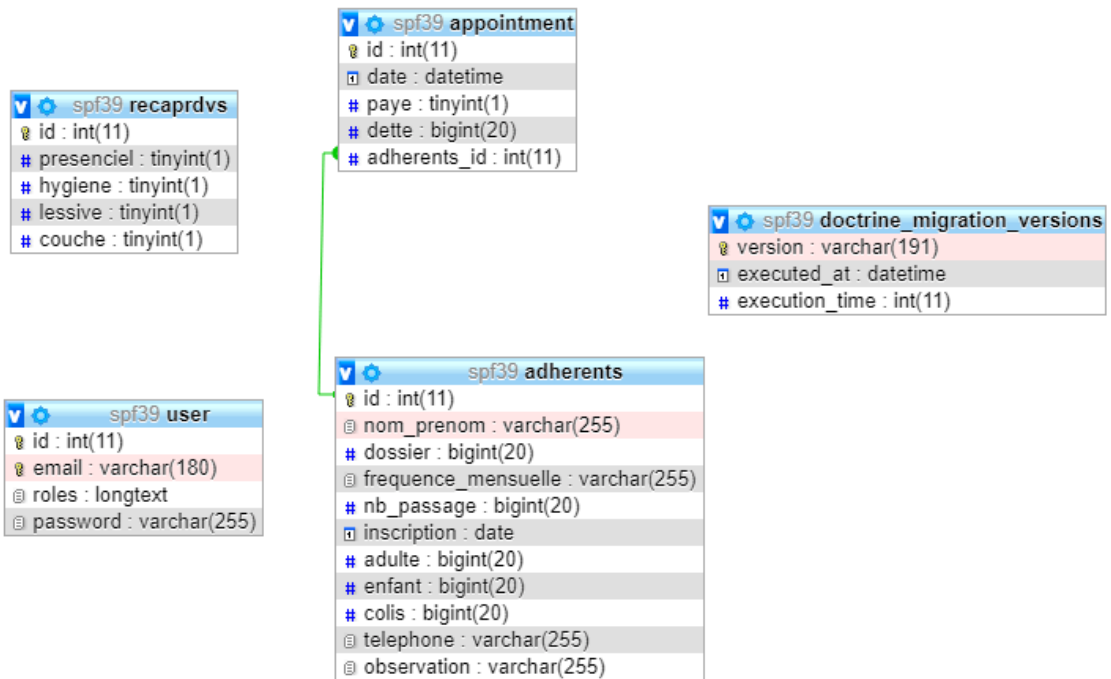 spf39 appointment
id : int(11)
date : datetime
paye : tinyint(1)
dette : bigint(20)
adherents_id : int(11)
spf39 recaprdvs
id : int(11)
presenciel : tinyint(1)
hygiene : tinyint(1)
lessive : tinyint(1)
couche : tinyint(1)
spf39 doctrine_migration_versions
version : varchar(191)
executed_at : datetime
execution_time : int(11)
spf39 adherents
id : int(11)
nom_prenom : varchar(255)
dossier : bigint(20)
frequence_mensuelle : varchar(255)
nb_passage : bigint(20)
inscription : date
adulte : bigint(20)
enfant : bigint(20)
colis : bigint(20)
telephone : varchar(255)
observation : varchar(255)
spf39 user
id : int(11)
email : varchar(180)
roles : longtext
password : varchar(255)